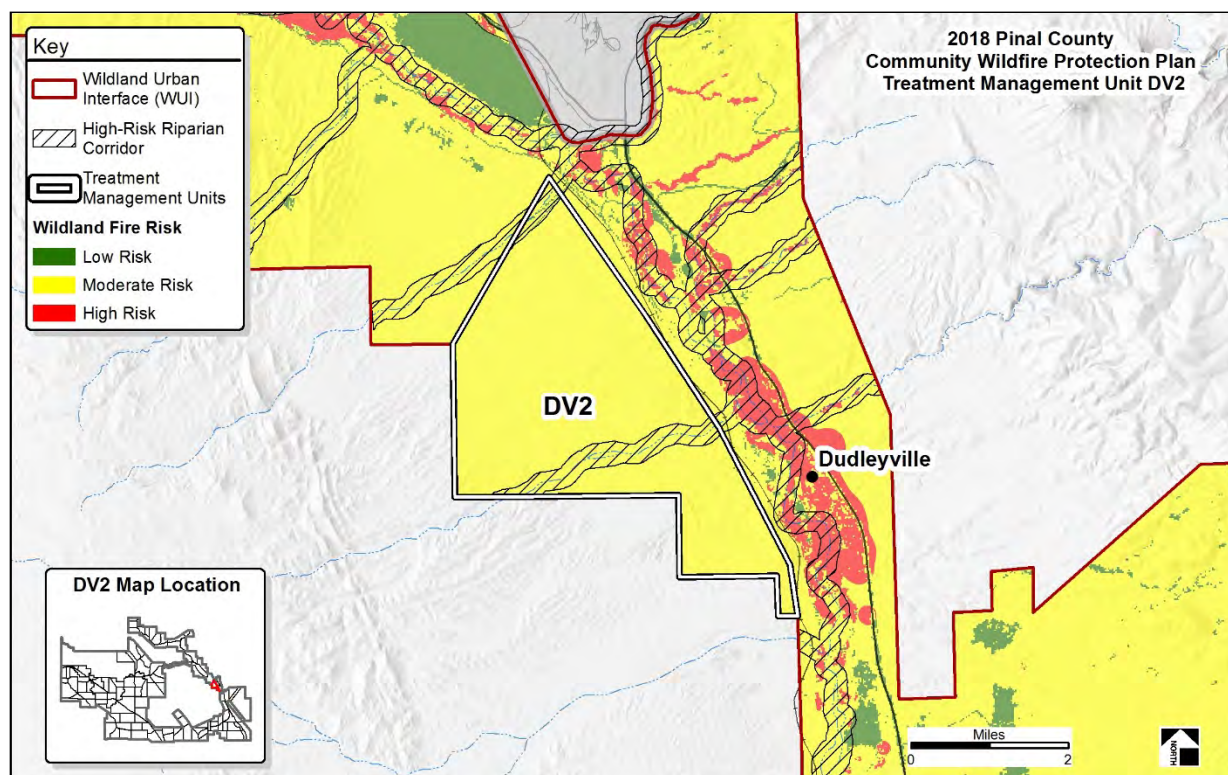 Key
Wildland Urban
Interface (WUI)
High-Risk Riparian
Corridor
Treatment
Management Units
Wildland Fire Risk
Low Risk
Moderate Risk
High Risk
2018 Pinal County
Community Wildfire Protection Plan
Treatment Management Unit DV2
DV2
Dudleyville
DV2 Map Location
Miles
0
2
NORTH